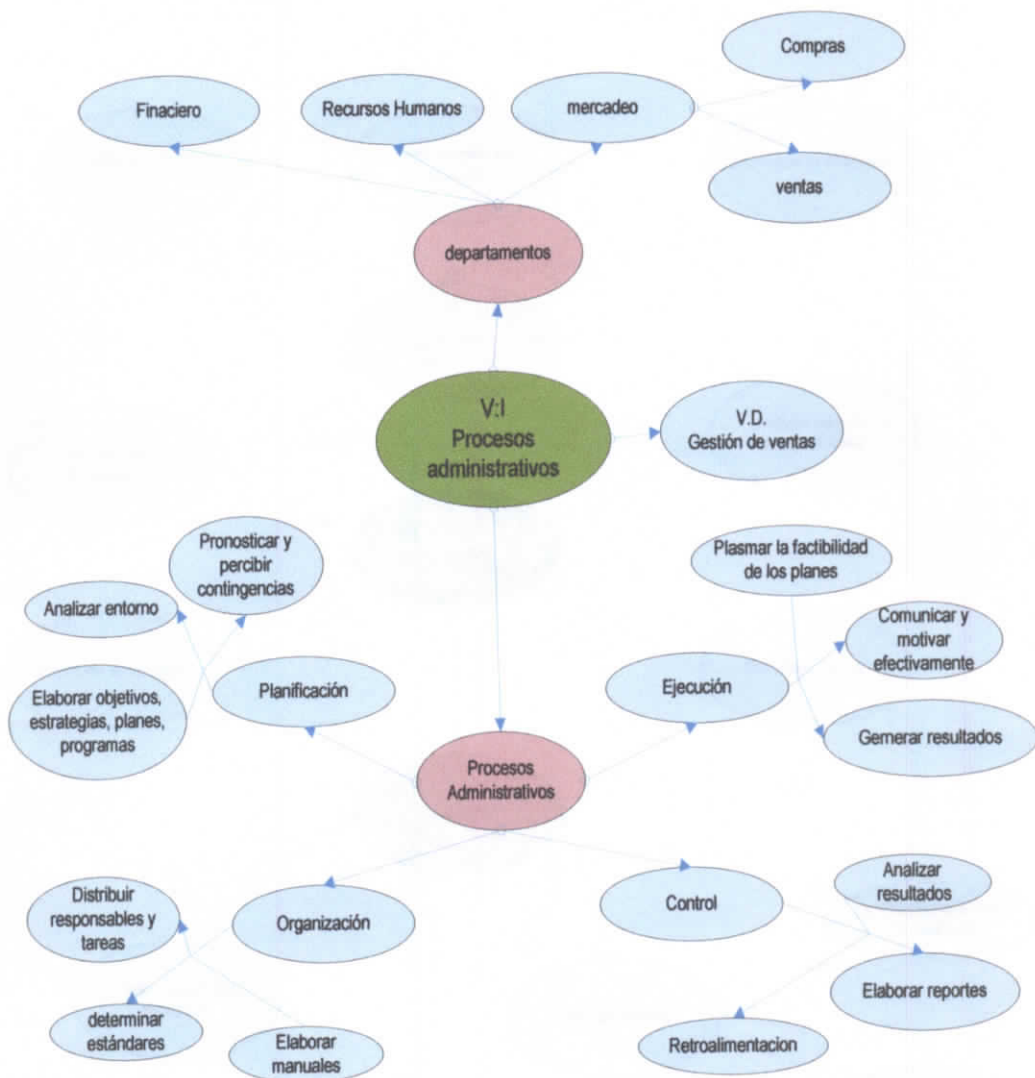 Compras
Finaciero
Recursos Humanos
mercadeo
ventas
departamentos
V:I
Procesos
administrativos
V.D.
Gestión de ventas
Pronosticar y
percibir
contingencias
Plasmar la factibilidad
de los planes
Analizar entorno
Comunicar y
motivar
efectivamente
Elaborar objetivos,
estrategias, planes,
programas
Planificación
Ejecución
Gemerar resultados
Procesos
Administrativos
Distribuir
responsables y
tareas
Organización
Control
Analizar
resultados
determinar
estándares
Elaborar
manuales
Elaborar reportes
Retroalimentacion